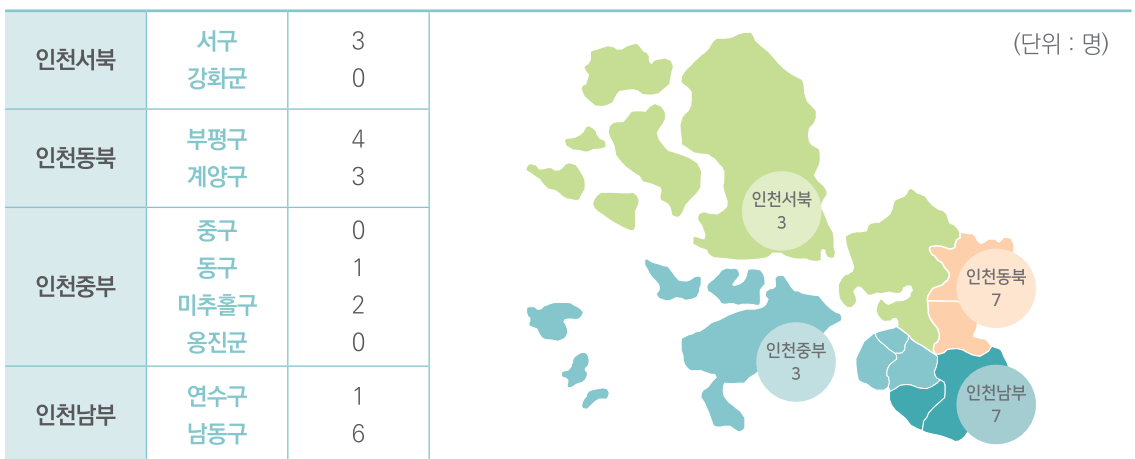 인천서북
서구 3
강화군 0
인천동북
부평구 4
계양구 3
인천중부
중구 0
동구 1
미추홀구 2
옹진군 0
인천남부
연수구 1
남동구 6
(단위 : 명)
인천서북
3
인천동북
7
인천중부
3
인천남부
7